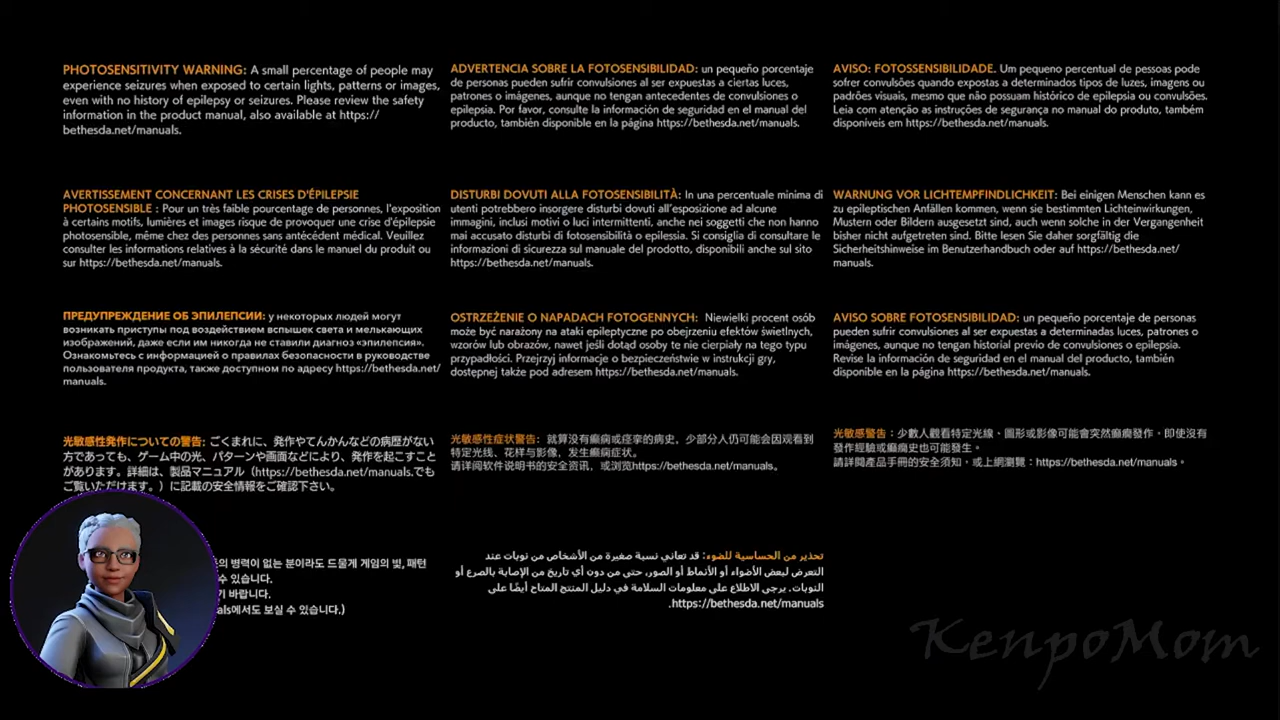 PHOTOSENSITIVITY WARNING: A small percentage of people may
experience seizures when exposed to certain lights, patterns or images,
even with no history of epilepsy or seizures. Please review the safety
information in the product manual, also available at https://
bethesda.net/manuals.
ADVERTENCIA SOBRE LA FOTOSENSIBILIDAD: un pequeño porcentaje
de personas pueden sufrir convulsiones al ser expuestas a ciertas luces,
patrones o imágenes, aunque no tengan antecedentes de convulsiones o
epilepsia. Por favor, consulte la información de seguridad en el manual del
producto, también disponible en la página https://bethesda.net/manuals.
AVISO: FOTOSSENSIBILIDADE. Um pequeno percentual de pessoas pode
sofrer convulsões quando expostas a determinados tipos de luzes, imagens ou
padrões visuais, mesmo que não possuam histórico de epilepsia ou convulsões.
Leia com atenção as instruções de segurança no manual do produto, também
disponíveis em https://bethesda.net/manuals.
AVERTISSEMENT CONCERNANT LES CRISES D'ÉPILEPSIE
PHOTOSENSIBLE : Pour un très faible pourcentage de personnes, l'exposition
à certains motifs, lumières et images risque de provoquer une crise d'épilepsie
photosensible, même chez des personnes sans antécédent médical. Veuillez
consulter les informations relatives à la sécurité dans le manuel du produit ou
sur https://bethesda.net/manuals.
DISTURBI DOVUTI ALLA FOTOSENSIBILITÀ: In una percentuale minima di
utenti potrebbero insorgere disturbi dovuti all'esposizione ad alcune
immagini, inclusi motivi o luci intermittenti, anche nei soggetti che non hanno
mai accusato disturbi di fotosensibilità o epilessia. Si consiglia di consultare le
informazioni di sicurezza sul manuale del prodotto, disponibili anche sul sito
https://bethesda.net/manuals.
WARNUNG VOR LICHTEMPFINDLICHKEIT: Bei einigen Menschen kann es
zu epileptischen Anfällen kommen, wenn sie bestimmten Lichteinwirkungen,
Mustern oder Bildern ausgesetzt sind, auch wenn solche in der Vergangenheit
bisher nicht aufgetreten sind. Bitte lesen Sie daher sorgfältig die
Sicherheitshinweise im Benutzerhandbuch oder auf https://bethesda.net/
manuals.
ПРЕДУПРЕЖДЕНИЕ ОБ ЭПИЛЕПСИИ: у некоторых людей могут
возникать приступы под воздействием вспышек света и мелькающих
изображений, даже если им никогда не ставили диагноз «эпилепсия».
Ознакомьтесь с информацией о правилах безопасности в руководстве
пользователя продукта, также доступном по адресу https://bethesda.net/
manuals.
OSTRZEŻENIE O NAPADACH FOTOGENNYCH: Niewielki procent osób
może być narażony na ataki epileptyczne po obejrzeniu efektów świetlnych,
wzorów lub obrazów, nawet jeśli dotąd osoby te nie cierpiały na tego typu
przypadłości. Przejrzyj informacje o bezpieczeństwie w instrukcji gry,
dostępnej także pod adresem https://bethesda.net/manuals.
AVISO SOBRE FOTOSENSIBILIDAD: un pequeño porcentaje de personas
pueden sufrir convulsiones al ser expuestas a determinadas luces, patrones o
imágenes, aunque no tengan historial previo de convulsiones o epilepsia.
Revise la información de seguridad en el manual del producto, también
disponible en la página https://bethesda.net/manuals.
光敏感性発作についての警告: ごくまれに、発作やてんかんなどの病歴がない
方であっても、ゲーム中の光、パターンや画面などにより、発作を起こすこと
があります。詳細は、製品マニュアル（https://bethesda.net/manuals.でも
ご覧いただけます。）に記載の安全情報をご確認下さい。
光敏感性症状警告: 就算没有癫痫或痉挛的病史，少部分人仍可能会因观看到
特定光线、花样与影像，发生癫痫症状。
请详阅软件说明书的安全资讯，或浏览https://bethesda.net/manuals。
光敏感警告：少數人觀看特定光線、圖形或影像可能會突然癲癇發作，即使沒有
發作經驗或癲癇史也可能發生。
請詳閱產品手冊的安全須知，或上網瀏覽：https://bethesda.net/manuals。
병력이 없는 분이라도 드물게 게임의 빛, 패턴
수 있습니다.
바랍니다.
als에서도 보실 수 있습니다.)
تحذير من الحساسية للضوء: قد تعاني نسبة صغيرة من الأشخاص من نوبات عند
التعرض لبعض الأضواء أو الأنماط أو الصور، حتى من دون أي تاريخ من الإصابة بالصرع أو
النوبات. يرجى الاطلاع على معلومات السلامة في دليل المنتج المتاح أيضًا على
https://bethesda.net/manuals.
KenpoMom